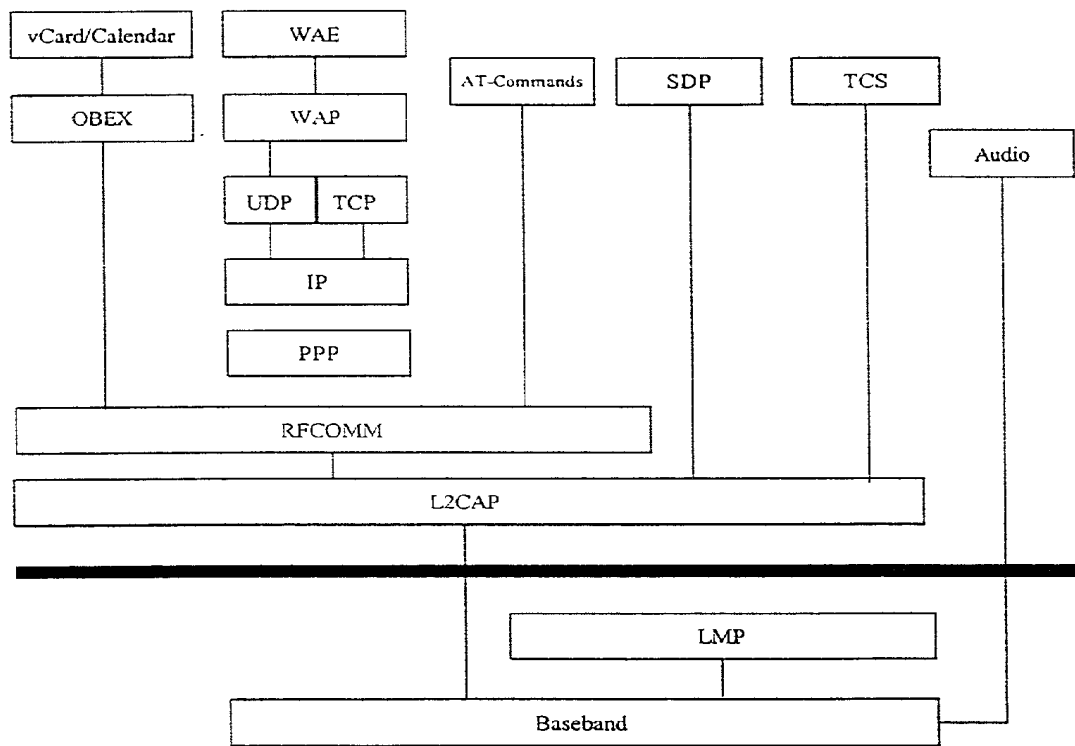 vCard/Calendar
WAE
AT-Commands
SDP
TCS
OBEX
WAP
Audio
UDP
TCP
IP
PPP
RFCOMM
L2CAP
LMP
Baseband